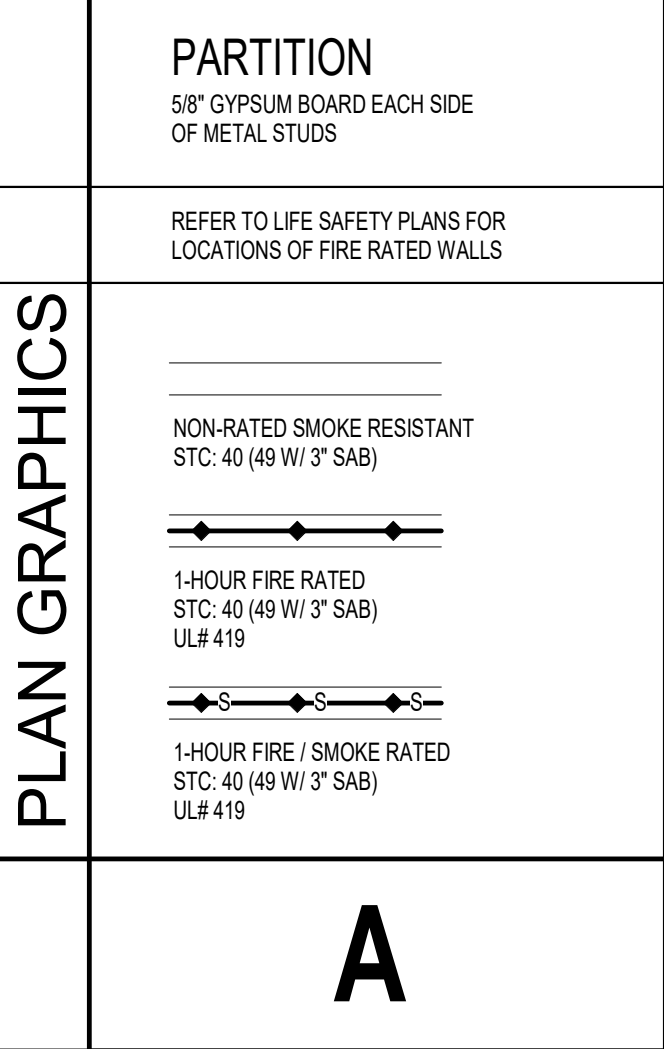 PARTITION
5/8" GYPSUM BOARD EACH SIDE
OF METAL STUDS
REFER TO LIFE SAFETY PLANS FOR
LOCATIONS OF FIRE RATED WALLS
PLAN GRAPHICS
NON-RATED SMOKE RESISTANT
STC: 40 (49 W/ 3" SAB)
1-HOUR FIRE RATED
STC: 40 (49 W/ 3" SAB)
UL# 419
S S S
1-HOUR FIRE / SMOKE RATED
STC: 40 (49 W/ 3" SAB)
UL# 419
A